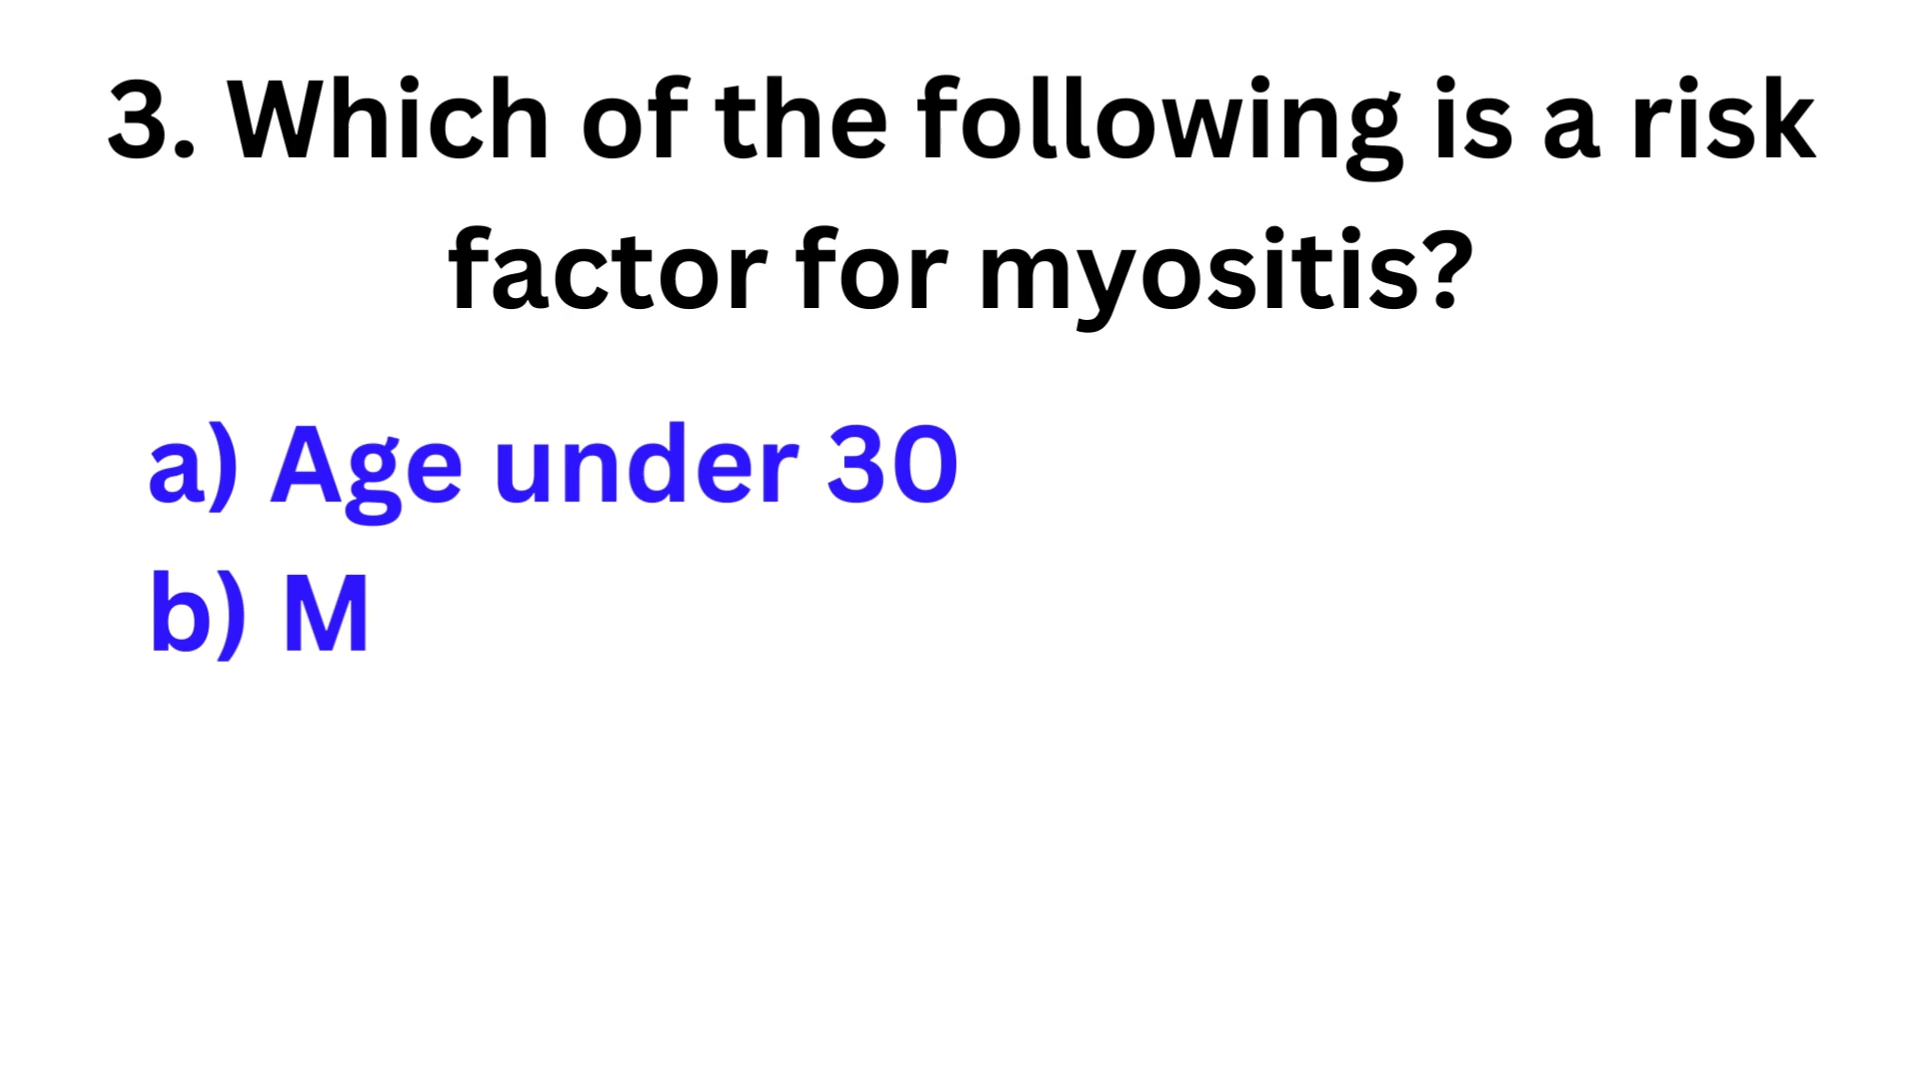 3. Which of the following is a risk
factor for myositis?
a) Age under 30
b) M